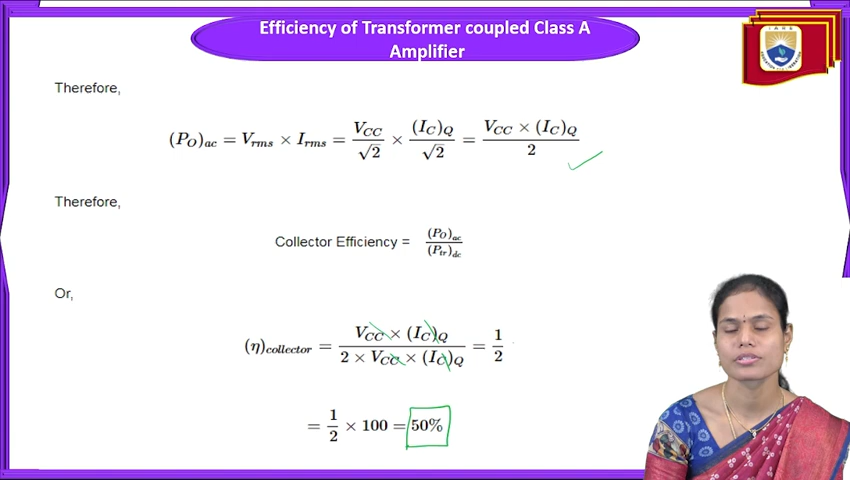 Efficiency of Transformer coupled Class A
Amplifier
Therefore,
(P_O)_ac = V_rms × I_rms = V_CC/√2 × (I_C)_Q/√2 = V_CC × (I_C)_Q/2
Therefore,
Collector Efficiency = (P_O)_ac/(P_tr)_dc
Or,
(η)_collector = V_CC × (I_C)_Q/2 × V_CC × (I_C)_Q = 1/2
= 1/2 × 100 = 50%